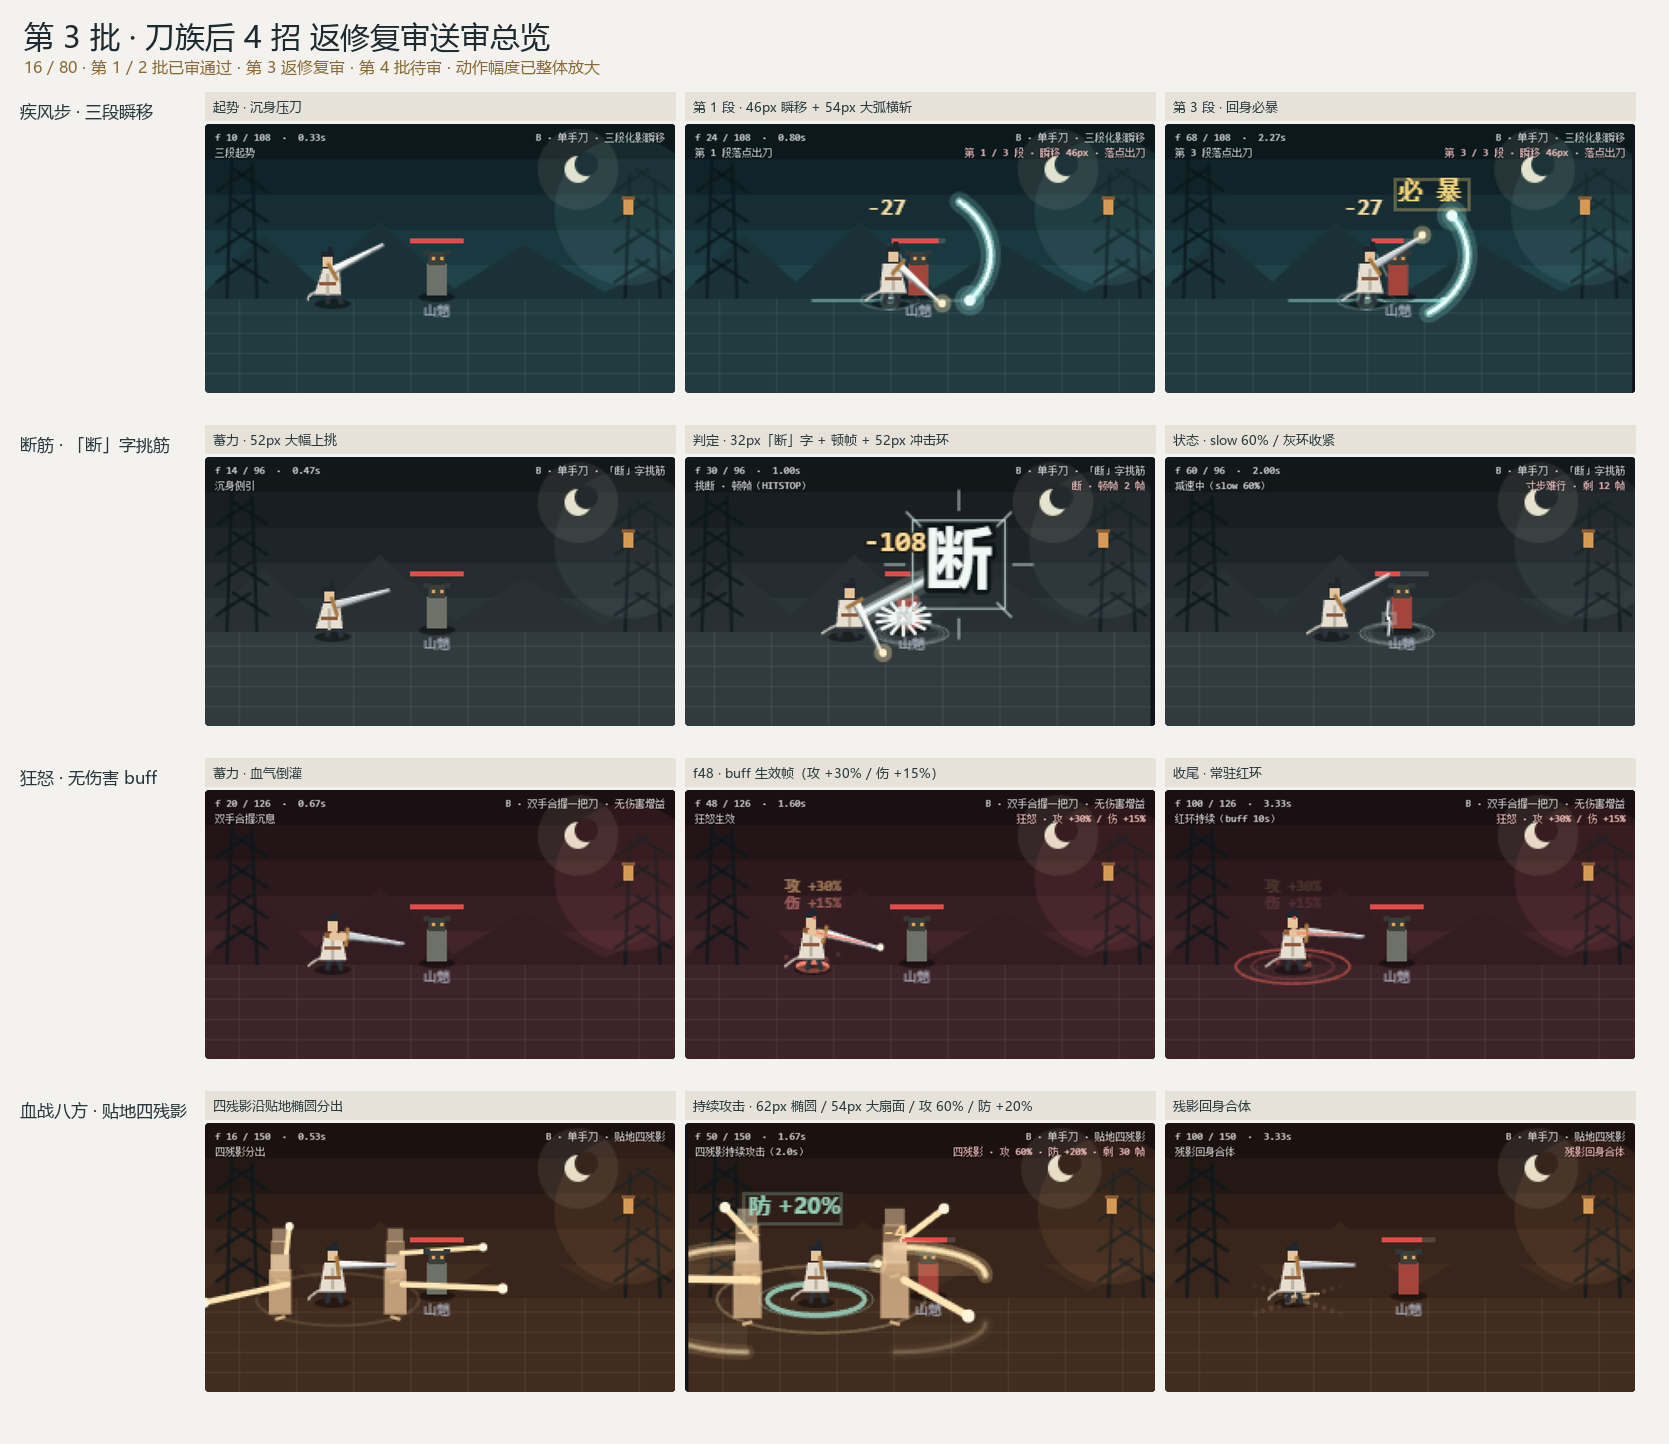 第 3 批 · 刀族后 4 招 返修复审送审总览
16 / 80 · 第 1 / 2 批已审通过 · 第 3 返修复审 · 第 4 批待审 · 动作幅度已整体放大
疾风步 · 三段瞬移
起势 · 沉身压刀
第 1 段 · 46px 瞬移 + 54px 大弧横斩
第 3 段 · 回身必暴
f 10 / 108 · 0.33s
B · 单手刀 · 三段化影瞬移
三段起势
山魈
f 24 / 108 · 0.80s
B · 单手刀 · 三段化影瞬移
第 1 段落点出刀
第 1 / 3 段 · 瞬移 46px · 落点出刀
-27
山魈
f 68 / 108 · 2.27s
B · 单手刀 · 三段化影瞬移
第 3 段落点出刀
第 3 / 3 段 · 瞬移 46px · 落点出刀
必 暴
-27
山魈
断筋 · 「断」字挑筋
蓄力 · 52px 大幅上挑
判定 · 32px「断」字 + 顿帧 + 52px 冲击环
状态 · slow 60% / 灰环收紧
f 14 / 96 · 0.47s
B · 单手刀 · 「断」字挑筋
沉身侧引
山魈
f 30 / 96 · 1.00s
B · 单手刀 · 「断」字挑筋
挑断 · 顿帧 (HITSTOP)
断 · 顿帧 2 帧
-108
断
山魈
f 60 / 96 · 2.00s
B · 单手刀 · 「断」字挑筋
减速中 (slow 60%)
寸步难行 · 剩 12 帧
山魈
狂怒 · 无伤害 buff
蓄力 · 血气倒灌
f48 · buff 生效帧（攻 +30% / 伤 +15%）
收尾 · 常驻红环
f 20 / 126 · 0.67s
B · 双手合握一把刀 · 无伤害增益
双手合握沉息
山魈
f 48 / 126 · 1.60s
B · 双手合握一把刀 · 无伤害增益
狂怒生效
狂怒 · 攻 +30% / 伤 +15%
攻 +30%
伤 +15%
山魈
f 100 / 126 · 3.33s
B · 双手合握一把刀 · 无伤害增益
红环持续 (buff 10s)
狂怒 · 攻 +30% / 伤 +15%
攻 +30%
伤 +15%
山魈
血战八方 · 贴地四残影
四残影沿贴地椭圆分出
持续攻击 · 62px 椭圆 / 54px 大扇面 / 攻 60% / 防 +20%
残影回身合体
f 16 / 150 · 0.53s
B · 单手刀 · 贴地四残影
四残影分出
山魈
f 50 / 150 · 1.67s
B · 单手刀 · 贴地四残影
四残影持续攻击 (2.0s)
四残影 · 攻 60% · 防 +20% · 剩 30 帧
防 +20%
-4
山魈
f 100 / 150 · 3.33s
B · 单手刀 · 贴地四残影
残影回身合体
残影回身合体
山魈